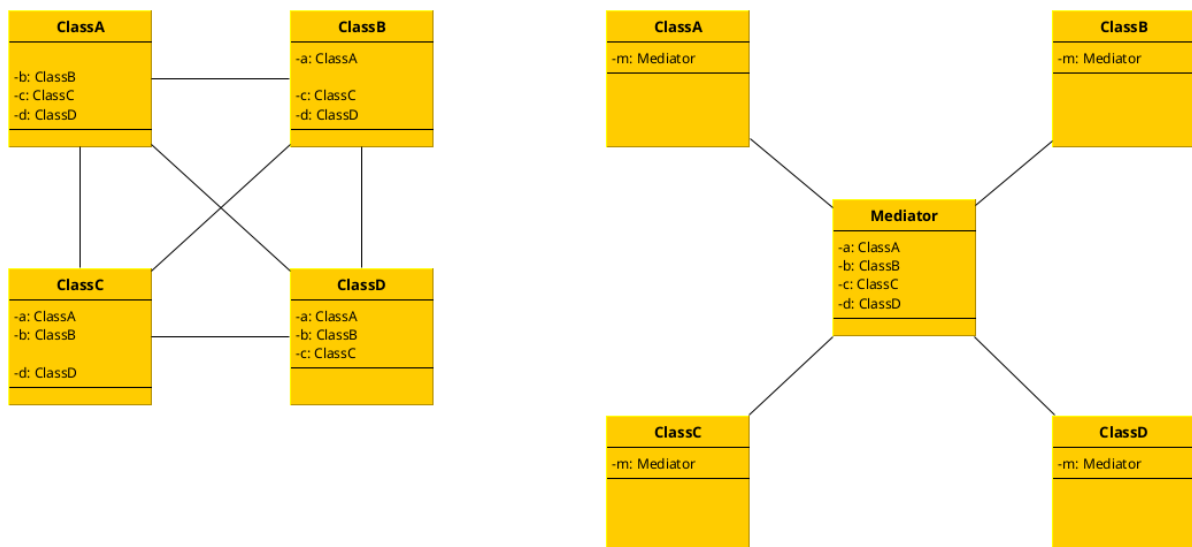 ClassA
-b: ClassB
-c: ClassC
-d: ClassD
ClassB
-a: ClassA
-c: ClassC
-d: ClassD
ClassC
-a: ClassA
-b: ClassB
-d: ClassD
ClassD
-a: ClassA
-b: ClassB
-c: ClassC
ClassA
-m: Mediator
ClassB
-m: Mediator
Mediator
-a: ClassA
-b: ClassB
-c: ClassC
-d: ClassD
ClassC
-m: Mediator
ClassD
-m: Mediator